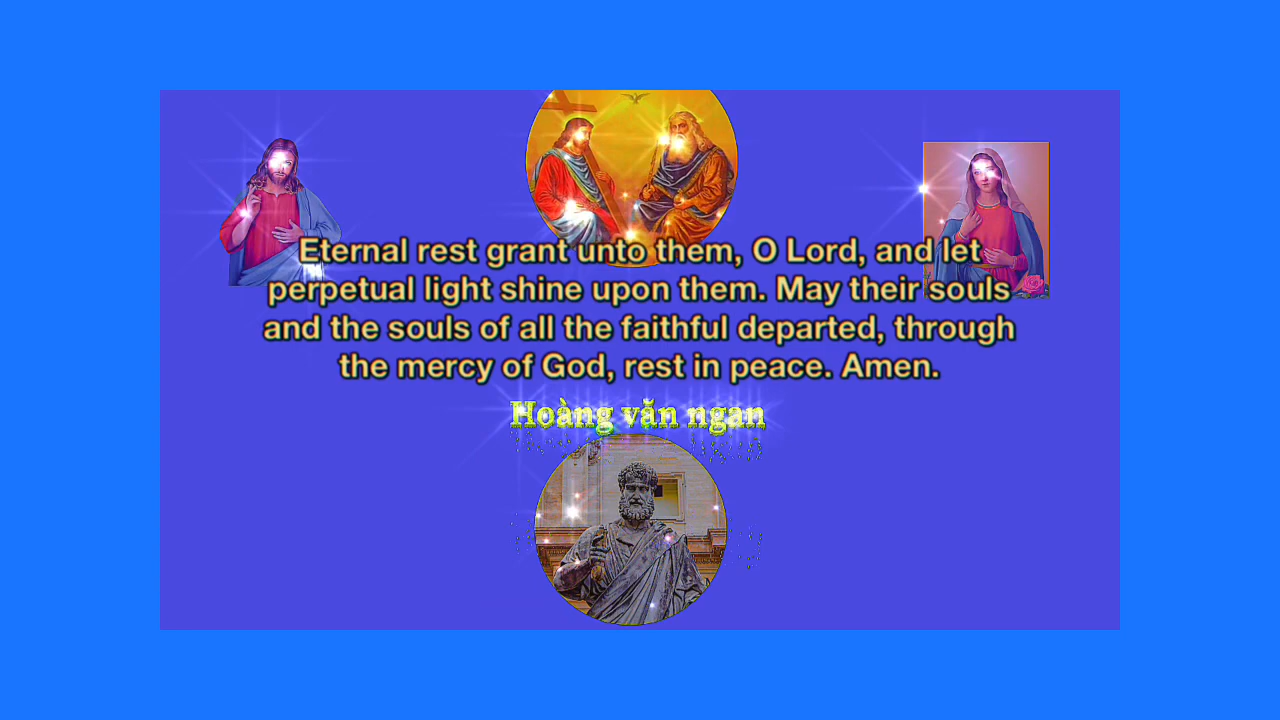 Eternal rest grant unto them, O Lord, and let
perpetual light shine upon them. May their souls
and the souls of all the faithful departed, through
the mercy of God, rest in peace. Amen.
Hoàng văn ngan